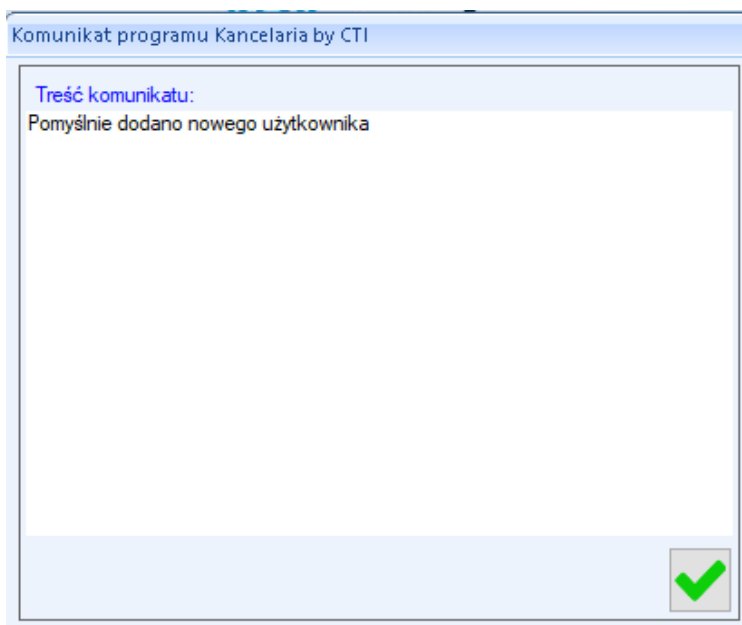 Komunikat programu Kancelaria by CTI
Treść komunikatu:
Pomyślnie dodano nowego użytkownika